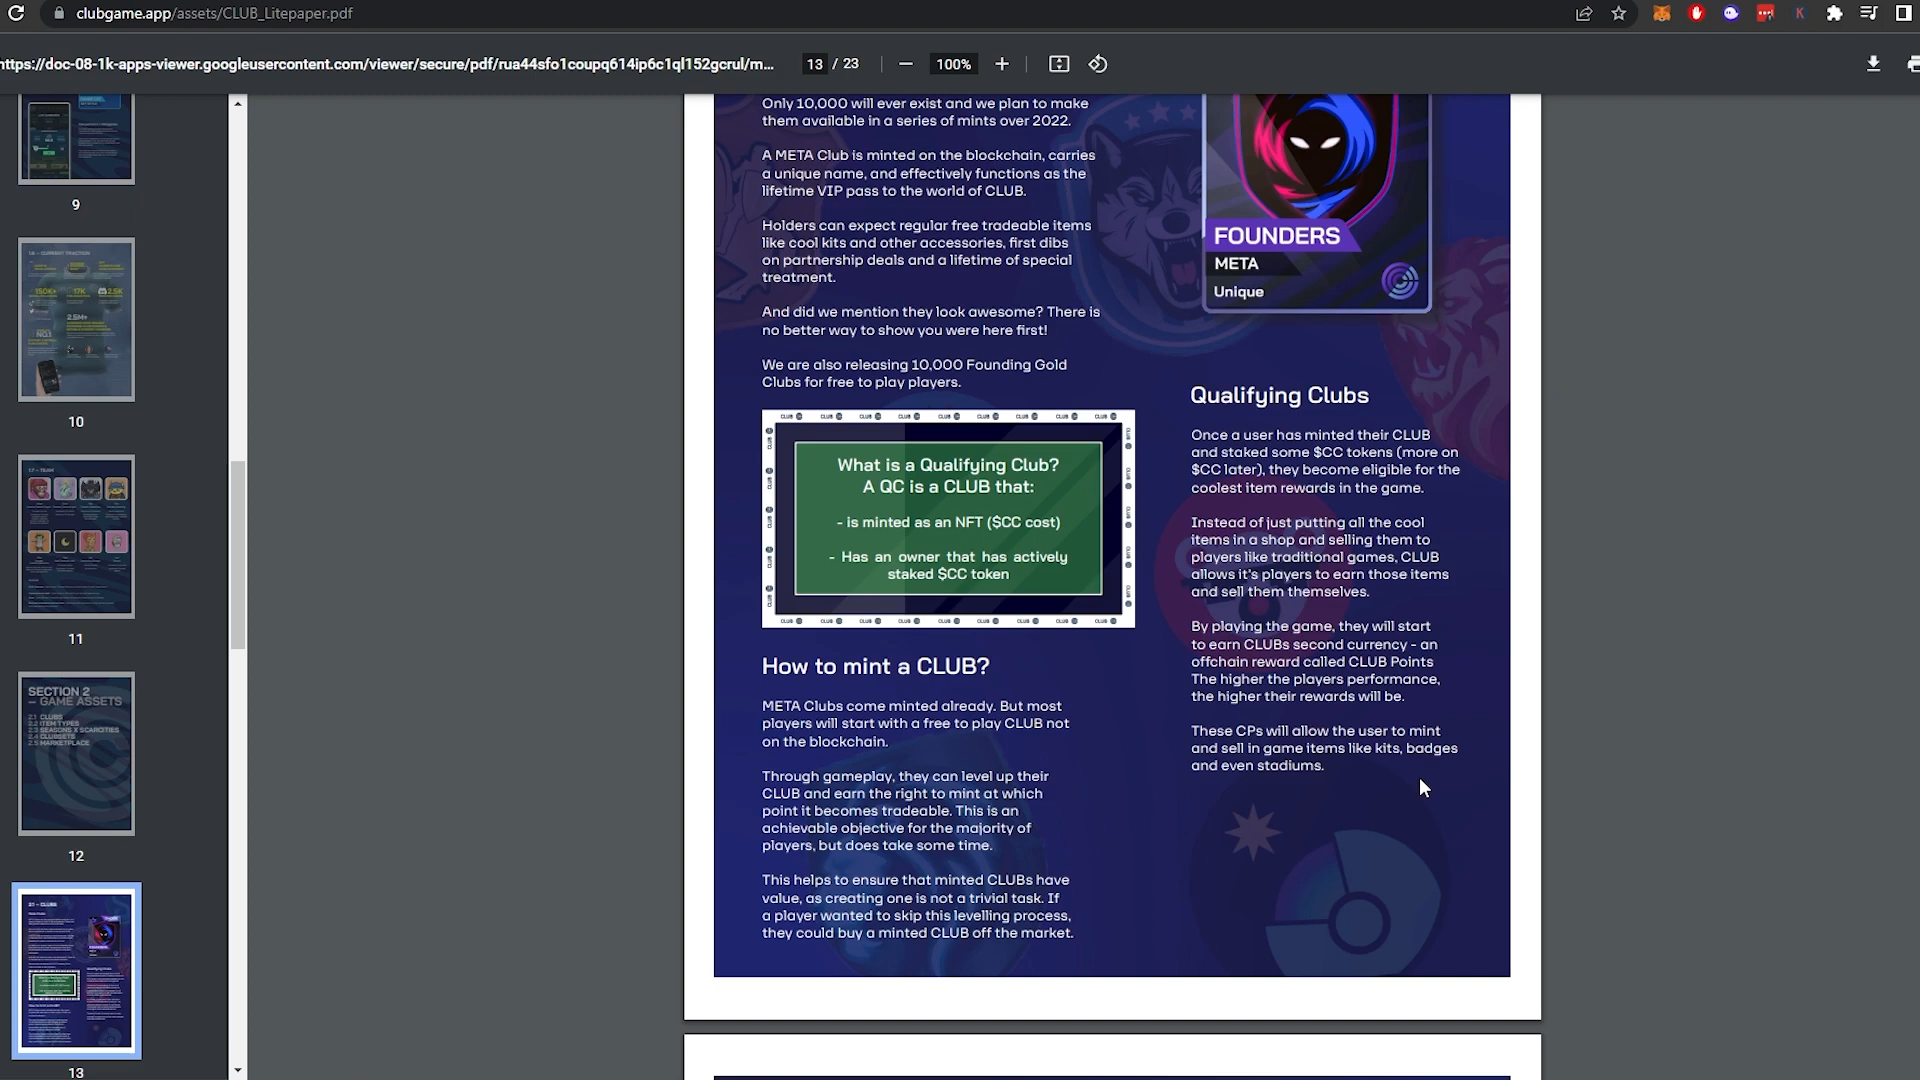 clubgame.app/assets/CLUB_Litepaper.pdf
https://doc-08-1k-apps-viewer.googleusercontent.com/viewer/secure/pdf/rua44sfo1coupq614ip6c1ql152gcrul/m...
13 / 23
100%
9
10
11
SECTION 2
– GAME ASSETS
2.1 CLUBS
2.2 ITEM TYPES
2.3 SEASONS X SCARCITIES
2.4 CLUBSETS
2.5 MARKETPLACE
12
13
Only 10,000 will ever exist and we plan to make
them available in a series of mints over 2022.
A META Club is minted on the blockchain, carries
a unique name, and effectively functions as the
lifetime VIP pass to the world of CLUB.
Holders can expect regular free tradeable items
like cool kits and other accessories, first dibs
on partnership deals and a lifetime of special
treatment.
And did we mention they look awesome? There is
no better way to show you were here first!
We are also releasing 10,000 Founding Gold
Clubs for free to play players.
What is a Qualifying Club?
A QC is a CLUB that:
- is minted as an NFT ($CC cost)
- Has an owner that has actively
staked $CC token
How to mint a CLUB?
META Clubs come minted already. But most
players will start with a free to play CLUB not
on the blockchain.
Through gameplay, they can level up their
CLUB and earn the right to mint at which
point it becomes tradeable. This is an
achievable objective for the majority of
players, but does take some time.
This helps to ensure that minted CLUBs have
value, as creating one is not a trivial task. If
a player wanted to skip this levelling process,
they could buy a minted CLUB off the market.
FOUNDERS
META
Unique
Qualifying Clubs
Once a user has minted their CLUB
and staked some $CC tokens (more on
$CC later), they become eligible for the
coolest item rewards in the game.
Instead of just putting all the cool
items in a shop and selling them to
players like traditional games, CLUB
allows it's players to earn those items
and sell them themselves.
By playing the game, they will start
to earn CLUBs second currency - an
offchain reward called CLUB Points
The higher the players performance,
the higher their rewards will be.
These CPs will allow the user to mint
and sell in game items like kits, badges
and even stadiums.